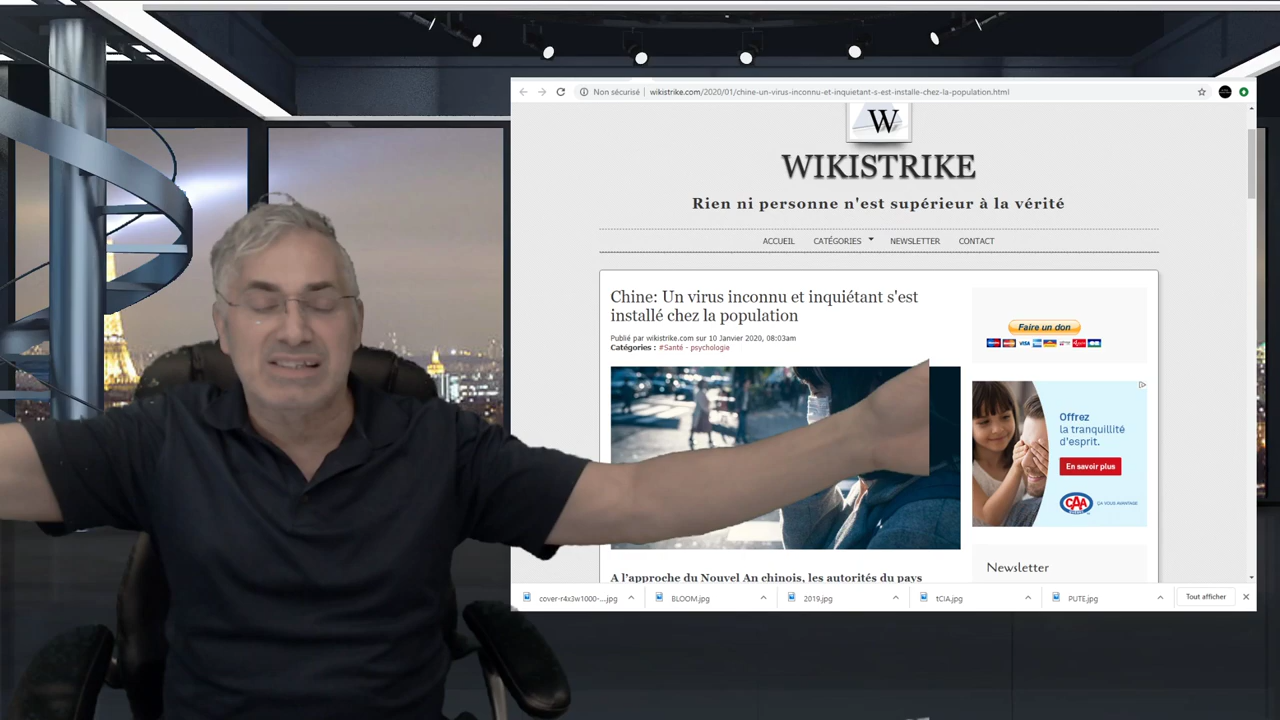 Non sécurisé wikistrike.com/2020/01/chine-un-virus-inconnu-et-inquietant-s-est-installe-chez-la-population.html
W
WIKISTRIKE
Rien ni personne n'est supérieur à la vérité
ACCUEIL CATÉGORIES NEWSLETTER CONTACT
Chine: Un virus inconnu et inquiétant s'est
installé chez la population
Publié par wikistrike.com sur 10 Janvier 2020, 08:03am
Catégories : #Santé - psychologie
Faire un don
VISA
Offrez
la tranquillité
d'esprit.
En savoir plus
CAA
ÇA VOUS AVANTAGE
Newsletter
A l'approche du Nouvel An chinois, les autorités du pays
cover-r4x3w1000-...jpg BLOOM.jpg 2019.jpg tCIA.jpg PUTE.jpg Tout afficher